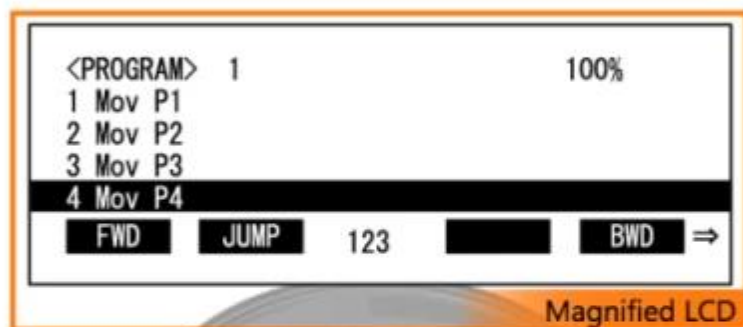 <PROGRAM> 1 100%
1 Mov P1
2 Mov P2
3 Mov P3
4 Mov P4
FWD JUMP 123 BWD ⇒
Magnified LCD